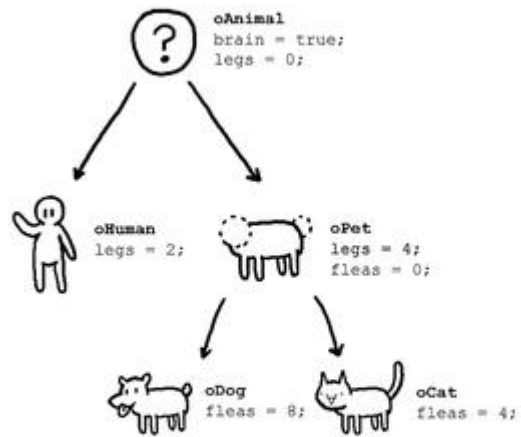 ?
oAnimal
brain = true;
legs = 0;
oHuman
legs = 2;
oPet
legs = 4;
fleas = 0;
oDog
fleas = 8;
oCat
fleas = 4;